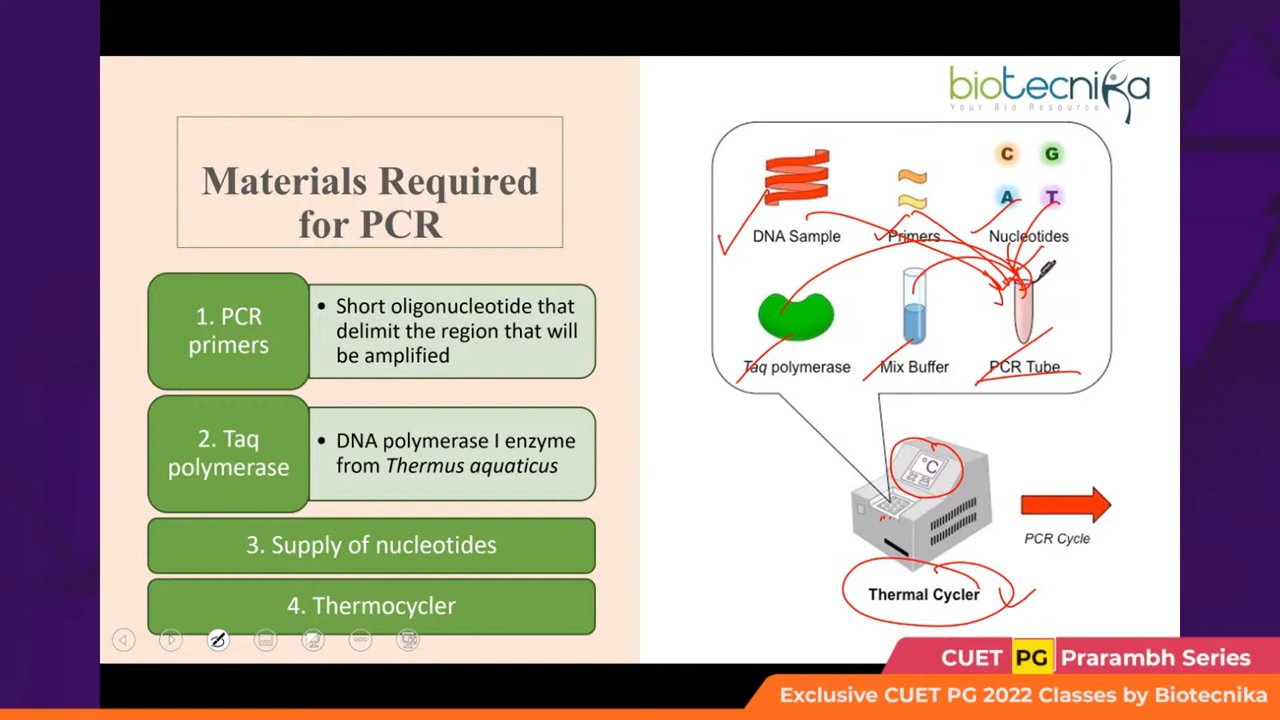 biotecnika
Your Bio Resource
Materials Required
for PCR
1. PCR
primers
• Short oligonucleotide that
delimit the region that will
be amplified
2. Taq
polymerase
• DNA polymerase I enzyme
from Thermus aquaticus
3. Supply of nucleotides
4. Thermocycler
C G
A T
DNA Sample Primers Nucleotides
Taq polymerase Mix Buffer PCR Tube
°C
PCR Cycle
Thermal Cycler
CUET PG Prarambh Series
Exclusive CUET PG 2022 Classes by Biotecnika